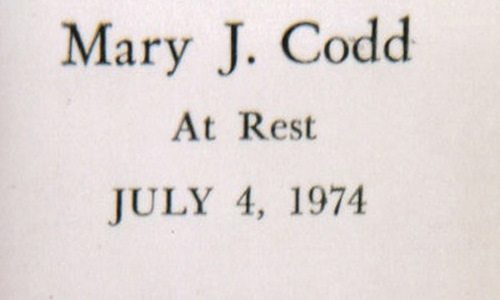 Mary J. Codd
At Rest
JULY 4, 1974